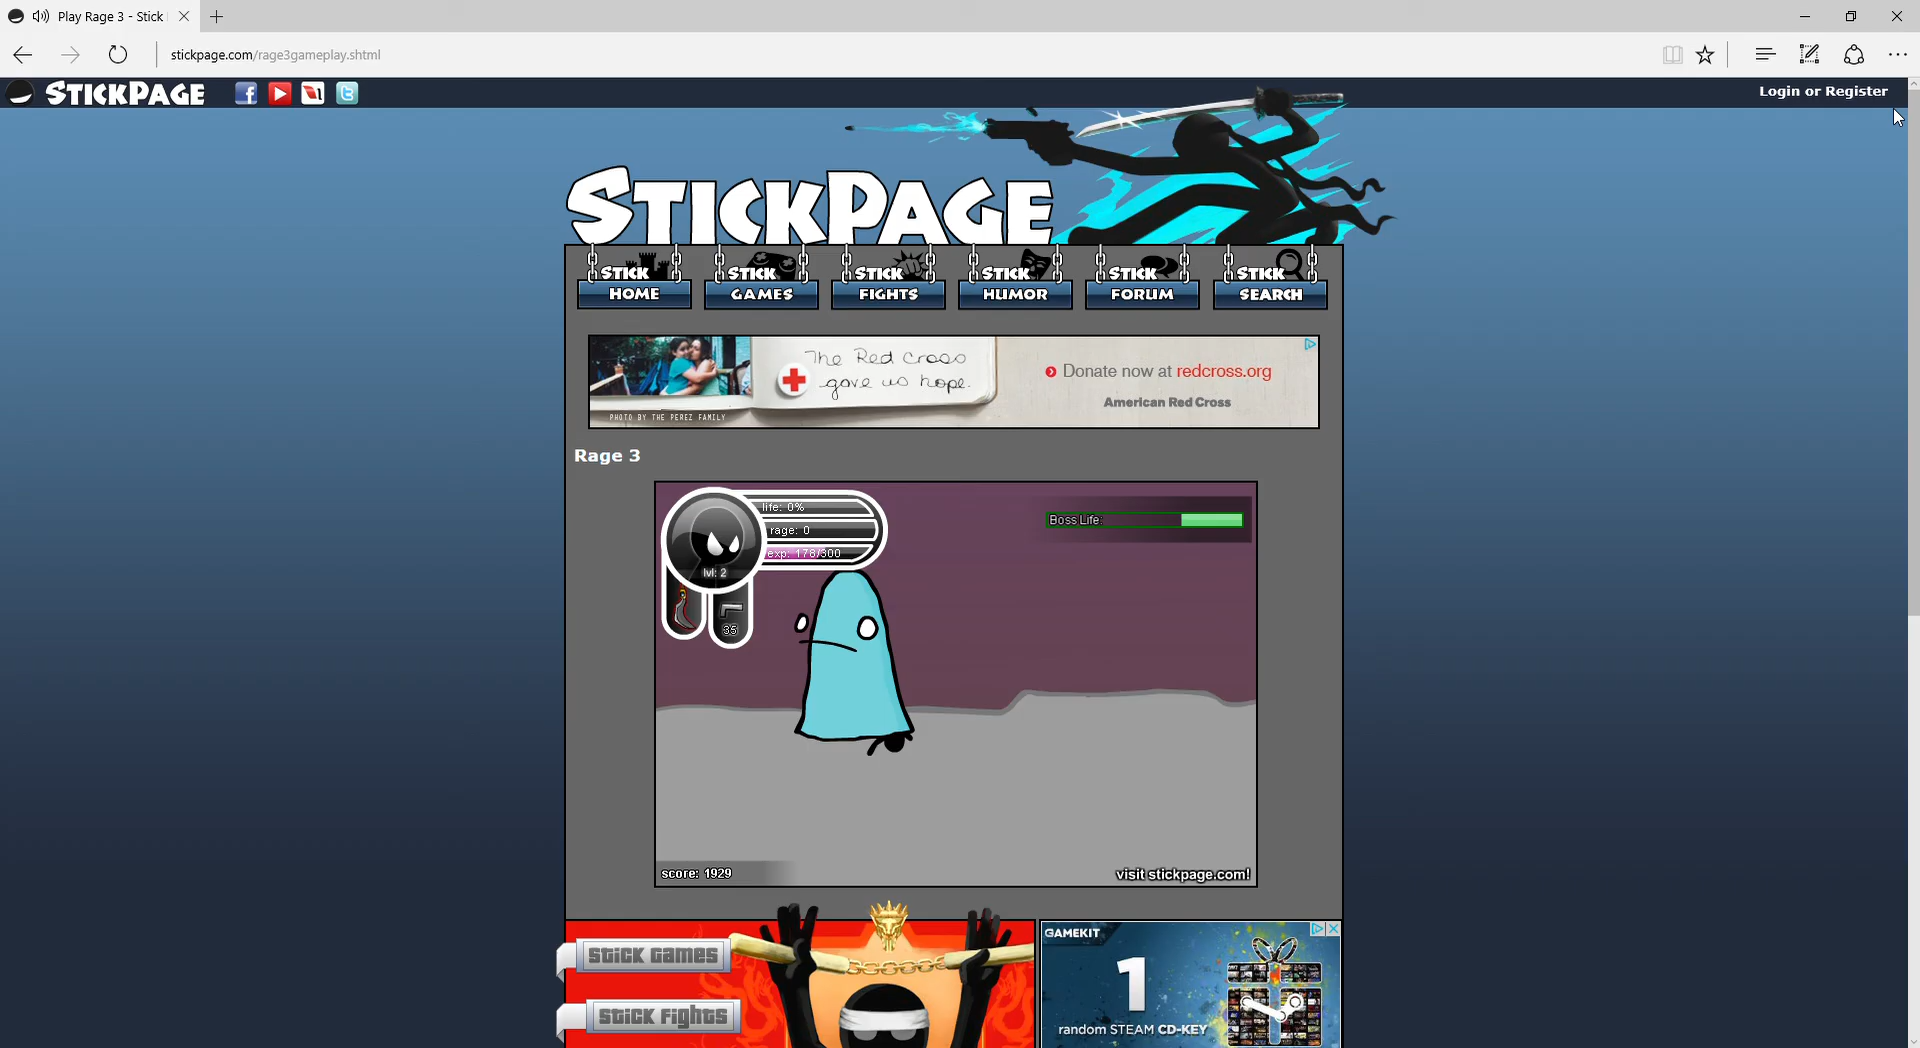 Play Rage 3 - Stick
stickpage.com/rage3gameplay.shtml
STICKPAGE
Login or Register
STICKPAGE
STICK HOME
STICK GAMES
STICK FIGHTS
STICK HUMOR
STICK FORUM
STICK SEARCH
The Red Cross
gave us hope.
Donate now at redcross.org
American Red Cross
PHOTO BY THE PEREZ FAMILY
Rage 3
life: 0%
rage: 0
exp: 178/300
lvl: 2
35
Boss Life:
score: 1929
visit stickpage.com!
STICK GAMES
STICK FIGHTS
GAMEKIT
1
random STEAM CD-KEY